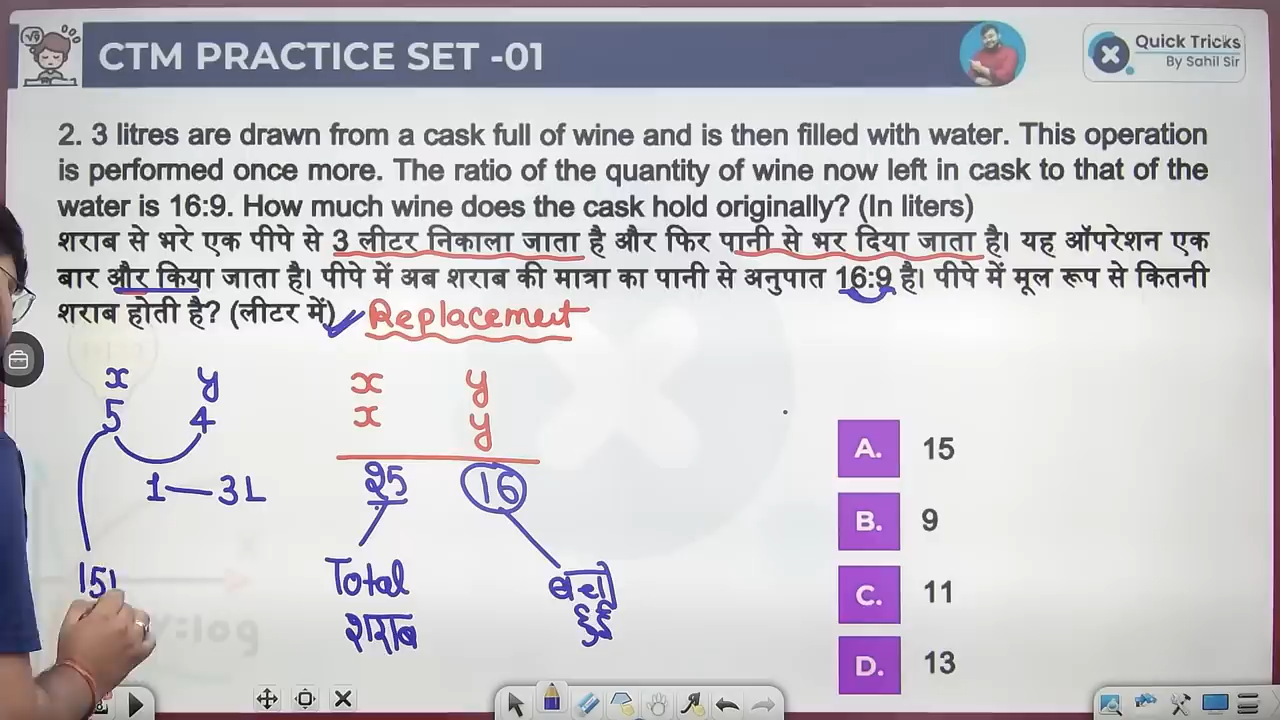 CTM PRACTICE SET -01
Quick Tricks
By Sahil Sir
2. 3 litres are drawn from a cask full of wine and is then filled with water. This operation
is performed once more. The ratio of the quantity of wine now left in cask to that of the
water is 16:9. How much wine does the cask hold originally? (In liters)
शराब से भरे एक पीपे से 3 लीटर निकाला जाता है और फिर पानी से भर दिया जाता है। यह ऑपरेशन एक
बार और किया जाता है। पीपे में अब शराब की मात्रा का पानी से अनुपात 16:9 है। पीपे में मूल रूप से कितनी
शराब होती है? (लीटर में)
Replacement
x y
5 4
1 — 3L
15
x y
x y
25 16
Total
शराब
बची
हुई
A. 15
B. 9
C. 11
D. 13